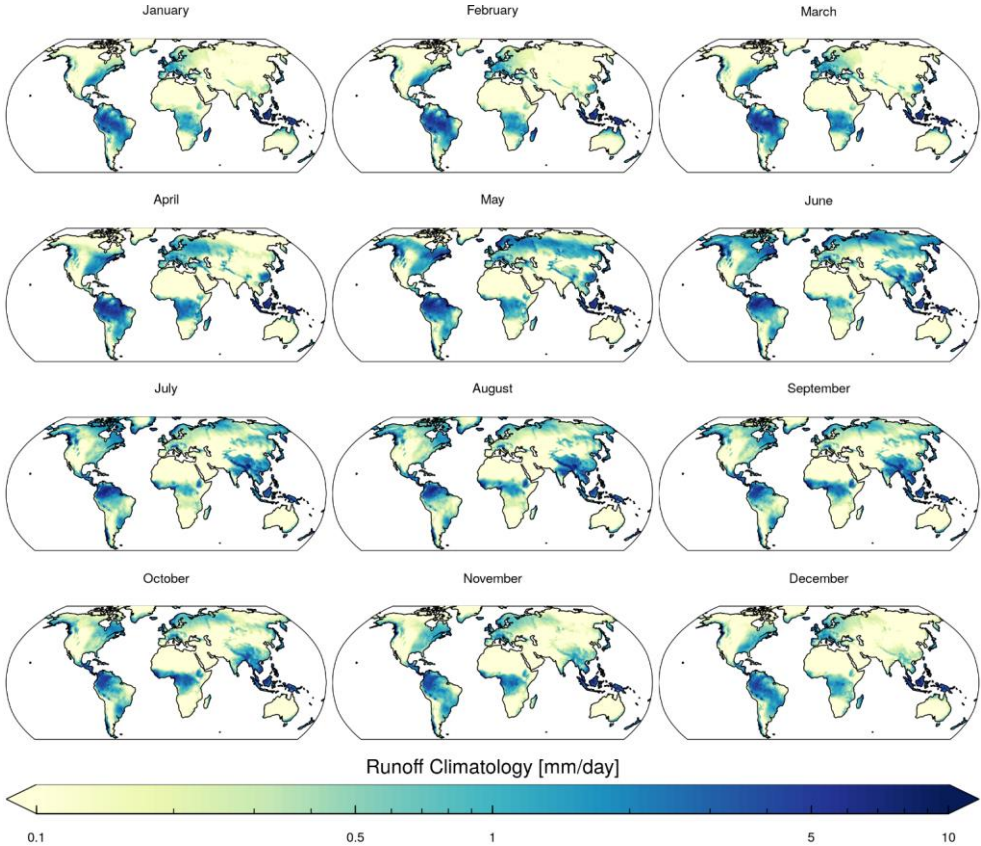 January February March
April May June
July August September
October November December
Runoff Climatology [mm/day]
0.1 0.5 1 5 10